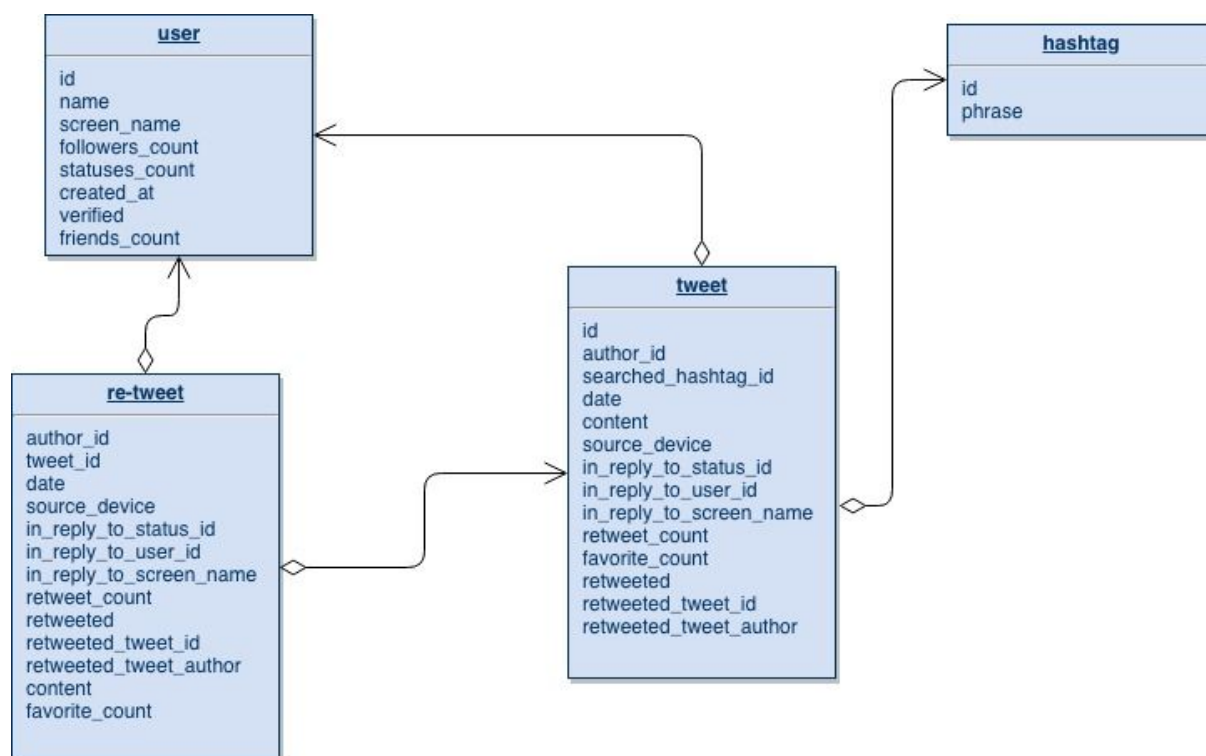 user
id
name
screen_name
followers_count
statuses_count
created_at
verified
friends_count
hashtag
id
phrase
tweet
id
author_id
searched_hashtag_id
date
content
source_device
in_reply_to_status_id
in_reply_to_user_id
in_reply_to_screen_name
retweet_count
favorite_count
retweeted
retweeted_tweet_id
retweeted_tweet_author
re-tweet
author_id
tweet_id
date
source_device
in_reply_to_status_id
in_reply_to_user_id
in_reply_to_screen_name
retweet_count
retweeted
retweeted_tweet_id
retweeted_tweet_author
content
favorite_count